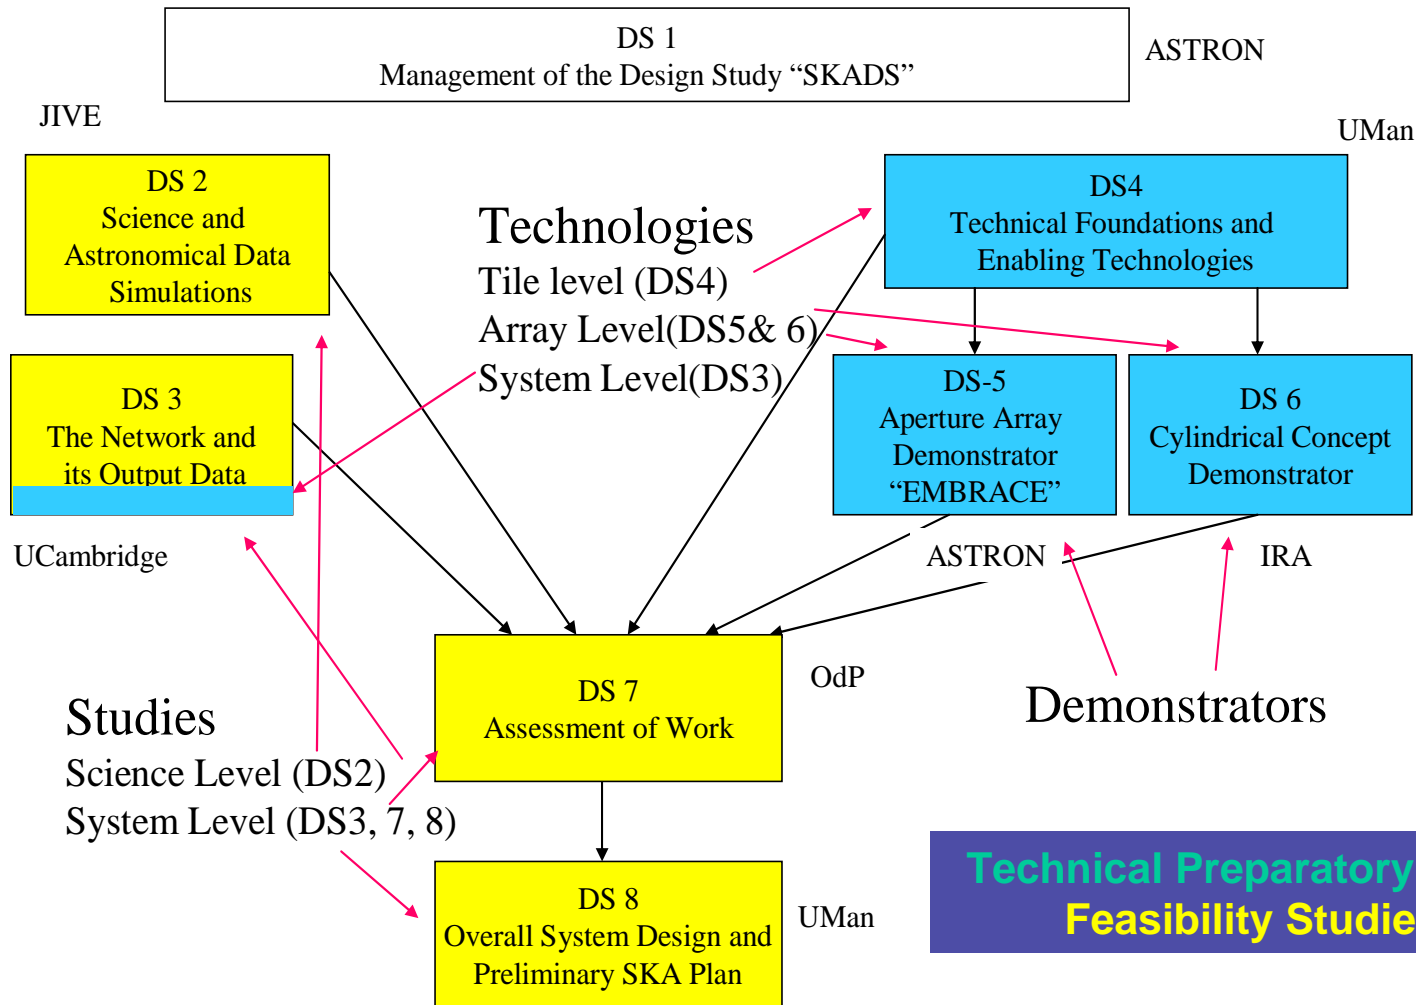 DS 1
Management of the Design Study “SKADS”
ASTRON
JIVE
UMan
DS 2
Science and
Astronomical Data
Simulations
DS4
Technical Foundations and
Enabling Technologies
Technologies
Tile level (DS4)
Array Level(DS5& 6)
System Level(DS3)
DS 3
The Network and
its Output Data
DS-5
Aperture Array
Demonstrator
“EMBRACE”
DS 6
Cylindrical Concept
Demonstrator
UCambridge
ASTRON
IRA
DS 7
Assessment of Work
OdP
Demonstrators
Studies
Science Level (DS2)
System Level (DS3, 7, 8)
DS 8
Overall System Design and
Preliminary SKA Plan
UMan
Technical Preparatory
Feasibility Studie